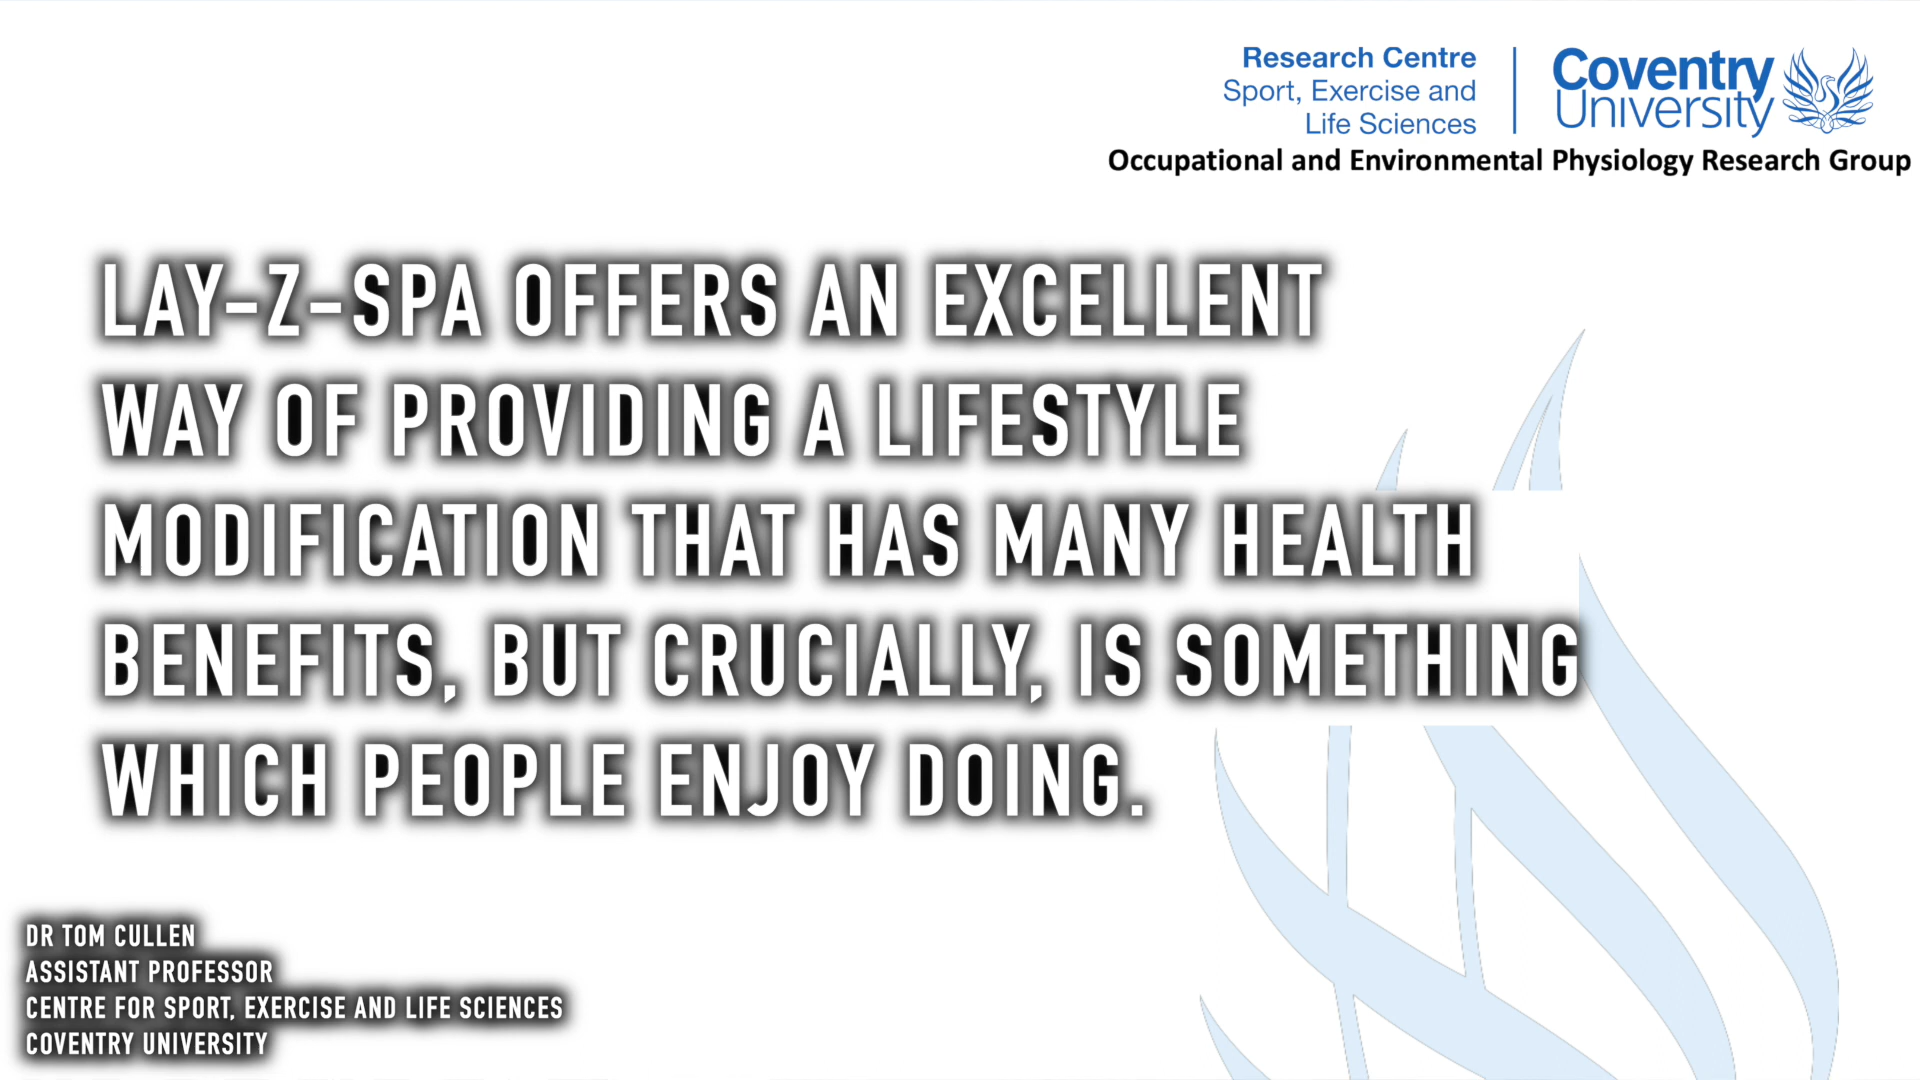 Research Centre
Sport, Exercise and
Life Sciences
Coventry
University
Occupational and Environmental Physiology Research Group
LAY-Z-SPA OFFERS AN EXCELLENT
WAY OF PROVIDING A LIFESTYLE
MODIFICATION THAT HAS MANY HEALTH
BENEFITS, BUT CRUCIALLY, IS SOMETHING
WHICH PEOPLE ENJOY DOING.
DR TOM CULLEN
ASSISTANT PROFESSOR
CENTRE FOR SPORT, EXERCISE AND LIFE SCIENCES
COVENTRY UNIVERSITY